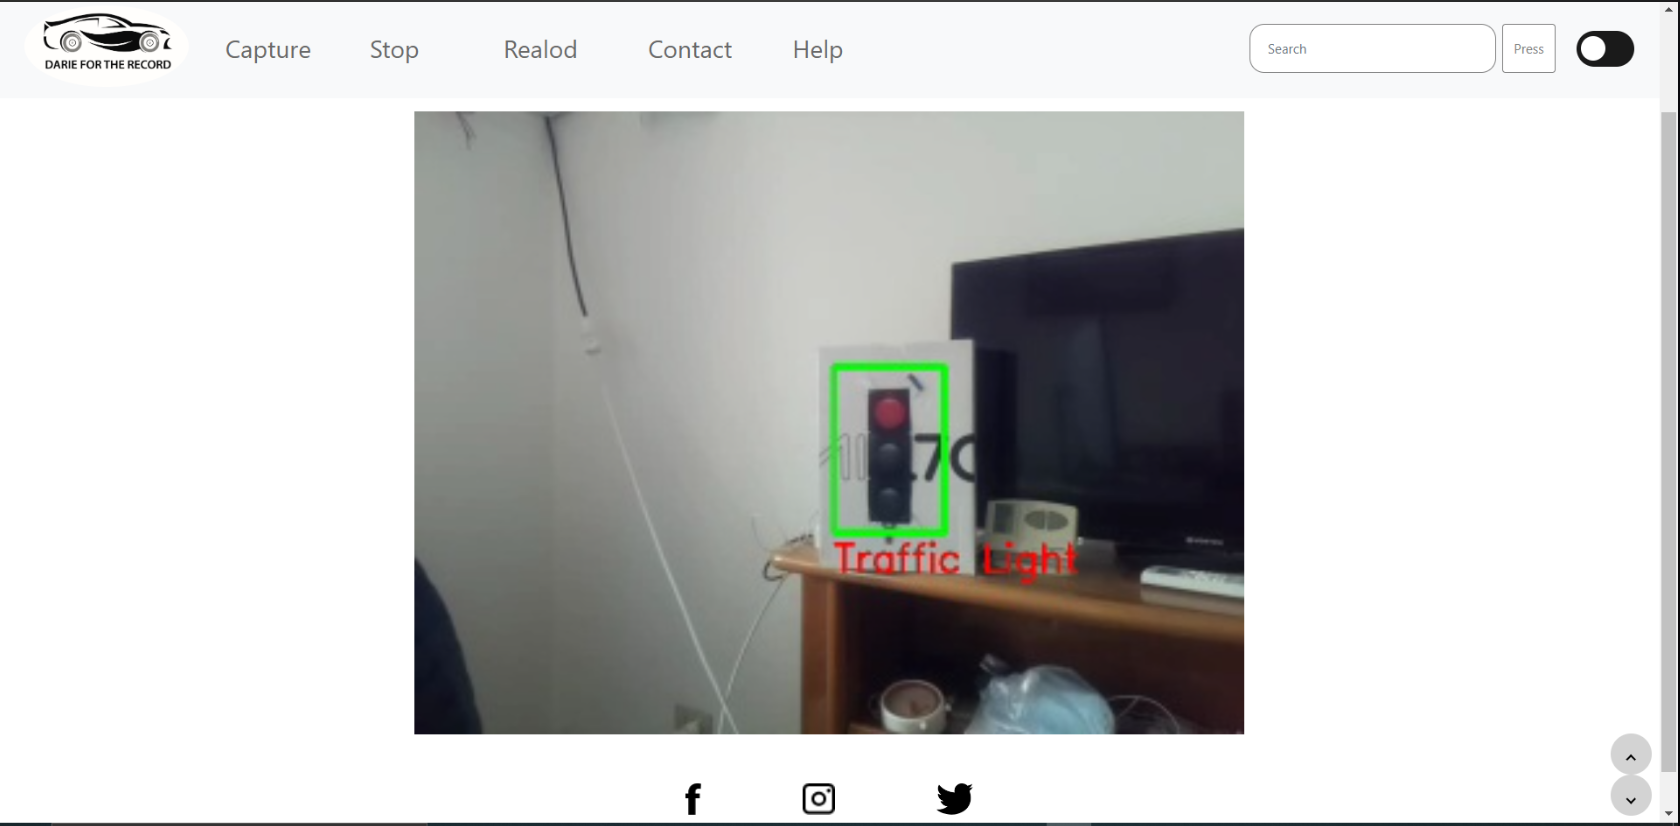 DARIE FOR THE RECORD
Capture
Stop
Realod
Contact
Help
Search
Press
Traffic Light